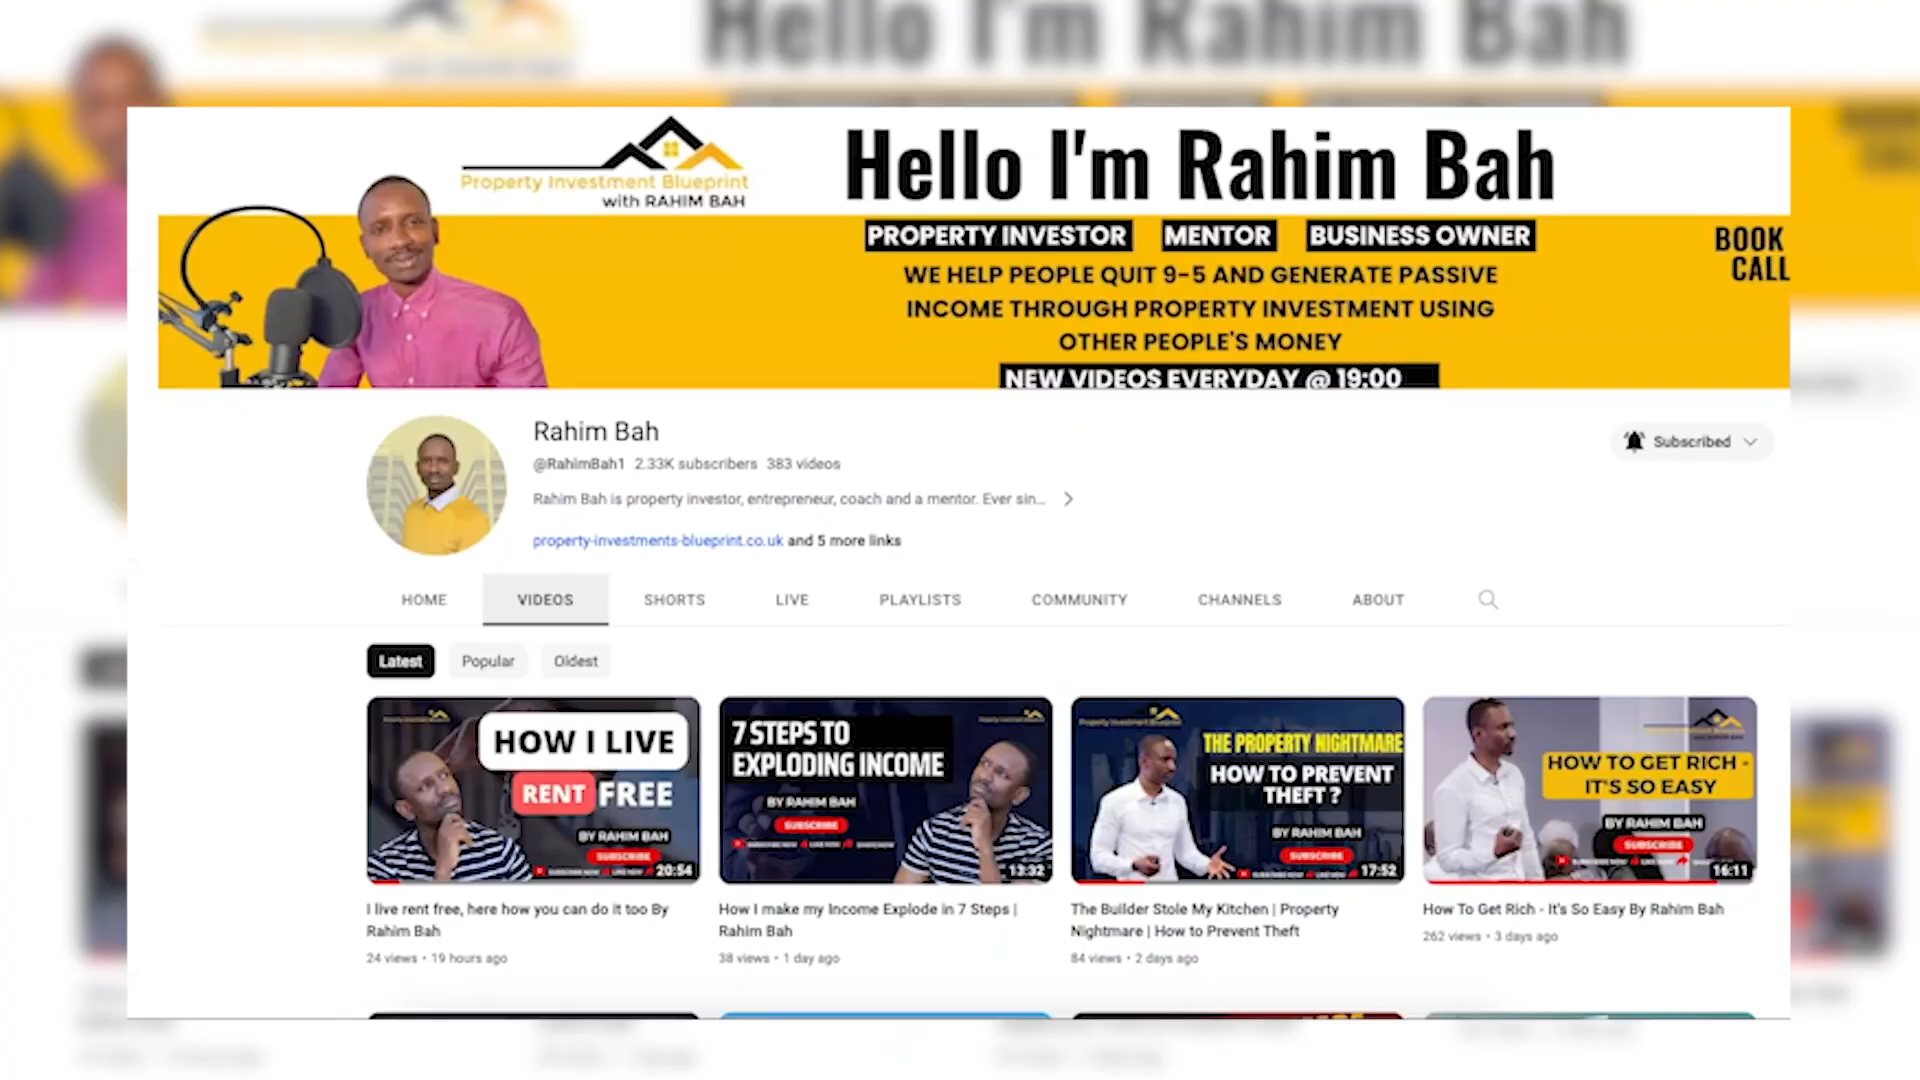 Hello I'm Rahim Bah
Property Investment Blueprint
with RAHIM BAH
Hello I'm Rahim Bah
PROPERTY INVESTOR MENTOR BUSINESS OWNER
WE HELP PEOPLE QUIT 9-5 AND GENERATE PASSIVE
INCOME THROUGH PROPERTY INVESTMENT USING
OTHER PEOPLE'S MONEY
NEW VIDEOS EVERYDAY @ 19:00
BOOK
CALL
Rahim Bah
@RahimBah1 2.33K subscribers 383 videos
Rahim Bah is property investor, entrepreneur, coach and a mentor. Ever sin...
property-investments-blueprint.co.uk and 5 more links
Subscribed
HOME VIDEOS SHORTS LIVE PLAYLISTS COMMUNITY CHANNELS ABOUT
Latest Popular Oldest
HOW I LIVE
RENT FREE
BY RAHIM BAH
SUBSCRIBE
20:54
7 STEPS TO
EXPLODING INCOME
BY RAHIM BAH
SUBSCRIBE
13:32
Property Investment Blueprint
THE PROPERTY NIGHTMARE
HOW TO PREVENT
THEFT ?
BY RAHIM BAH
SUBSCRIBE
17:52
HOW TO GET RICH -
IT'S SO EASY
BY RAHIM BAH
SUBSCRIBE
16:11
I live rent free, here how you can do it too By
Rahim Bah
24 views • 19 hours ago
How I make my Income Explode in 7 Steps |
Rahim Bah
38 views • 1 day ago
The Builder Stole My Kitchen | Property
Nightmare | How to Prevent Theft
84 views • 2 days ago
How To Get Rich - It's So Easy By Rahim Bah
262 views • 3 days ago